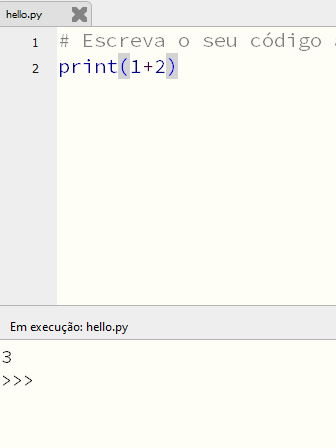 hello.py
1 # Escreva o seu código
2 print(1+2)
Em execução: hello.py
3
>>>